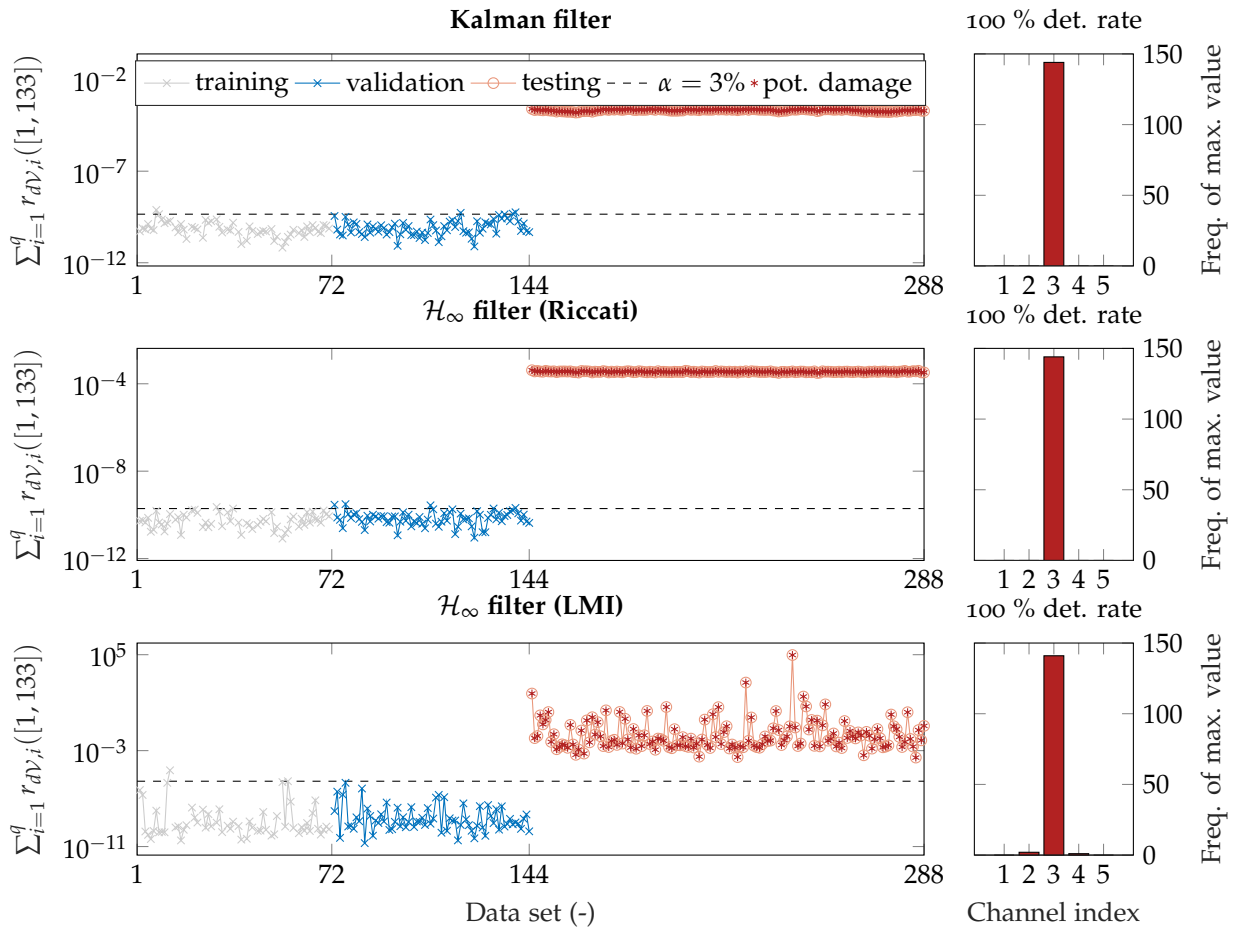 Kalman filter
100 % det. rate
training validation testing α = 3% pot. damage
10^−2
10^−7
10^−12
∑_{i=1}^{q} r_{dV,i}([1, 133])
1 72 144 288
150
100
50
0
Freq. of max. value
1 2 3 4 5
H∞ filter (Riccati)
100 % det. rate
10^−4
10^−8
10^−12
∑_{i=1}^{q} r_{dV,i}([1, 133])
1 72 144 288
150
100
50
0
Freq. of max. value
1 2 3 4 5
H∞ filter (LMI)
100 % det. rate
10^5
10^−3
10^−11
∑_{i=1}^{q} r_{dV,i}([1, 133])
1 72 144 288
150
100
50
0
Freq. of max. value
1 2 3 4 5
Data set (-)
Channel index